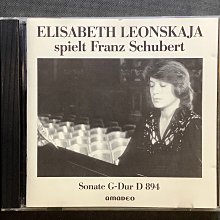 ELISABETH LEONSKAJA
spielt Franz Schubert
Sonate G-Dur D 894
AMADEO